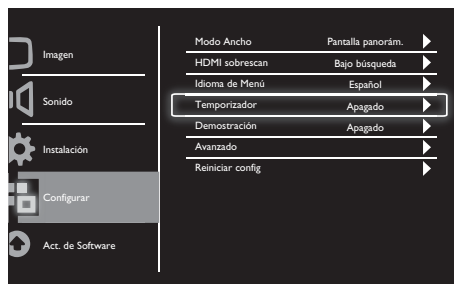 Imagen
Sonido
Instalación
Configurar
Act. de Software
Modo Ancho Pantalla panorám.
HDMI sobrescan Bajo búsqueda
Idioma de Menú Español
Temporizador Apagado
Demostración Apagado
Avanzado
Reiniciar config